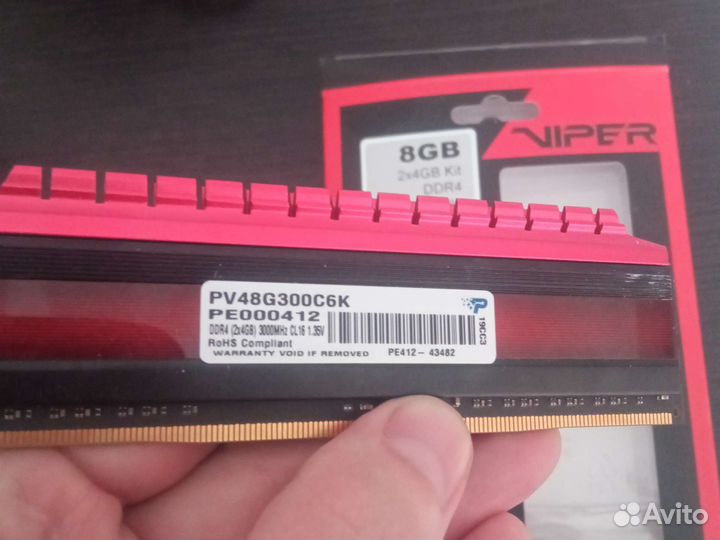 VIPER
8GB
2x4GB Kit
DDR4
PV48G300C6K
PE000412
DDR4 (2x4GB) 3000MHz CL16 1.35V
RoHS Compliant
WARRANTY VOID IF REMOVED
PE412- 43482
19CC3
Avito